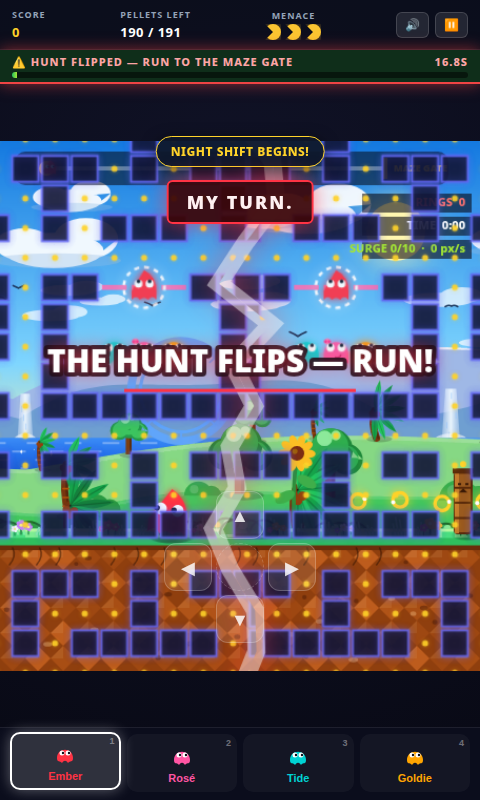 SCORE
0
PELLETS LEFT
190 / 191
MENACE
⚠️ HUNT FLIPPED — RUN TO THE MAZE GATE
16.8S
NIGHT SHIFT BEGINS!
MY TURN.
RINGS 0
TIME 0:00
SURGE 0/10 · 0 px/s
THE HUNT FLIPS — RUN!
▲
◀
▶
▼
1
Ember
2
Rosé
3
Tide
4
Goldie